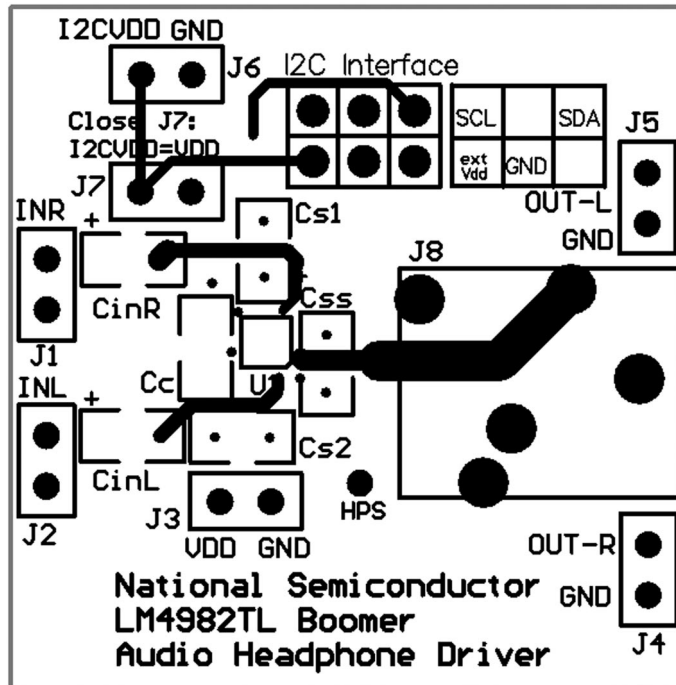 I2CVDD GND
J6
I2C Interface
Close J7:
I2CVDD=VDD
J7
SCL
SDA
ext
Vdd
GND
J5
OUT-L
GND
INR
+
Cs1
CinR
J1
+
Css
J8
INL
+
Cc
U1
CinL
J2
Cs2
J3
VDD GND
HPS
OUT-R
GND
J4
National Semiconductor
LM4982TL Boomer
Audio Headphone Driver